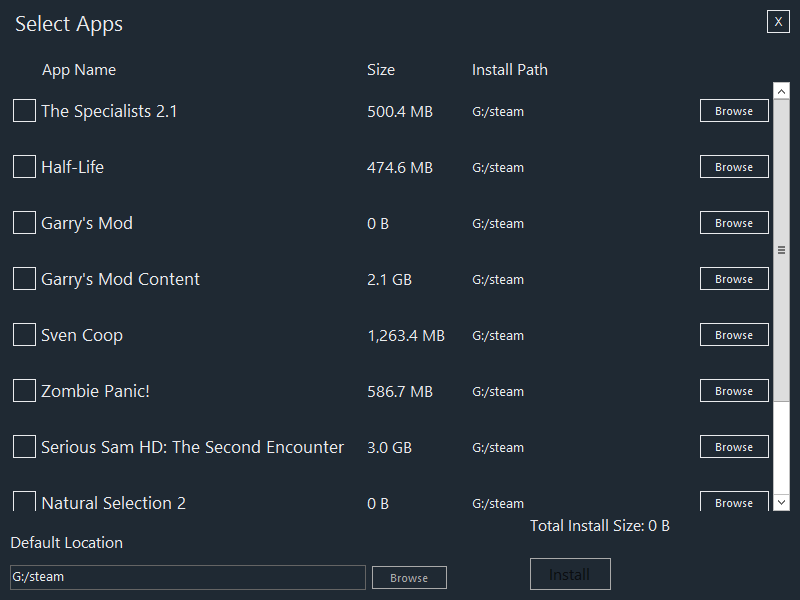 Select Apps X
App Name Size Install Path
The Specialists 2.1 500.4 MB G:/steam Browse
Half-Life 474.6 MB G:/steam Browse
Garry's Mod 0 B G:/steam Browse
Garry's Mod Content 2.1 GB G:/steam Browse
Sven Coop 1,263.4 MB G:/steam Browse
Zombie Panic! 586.7 MB G:/steam Browse
Serious Sam HD: The Second Encounter 3.0 GB G:/steam Browse
Natural Selection 2 0 B G:/steam Browse
Total Install Size: 0 B
Default Location
G:/steam Browse Install